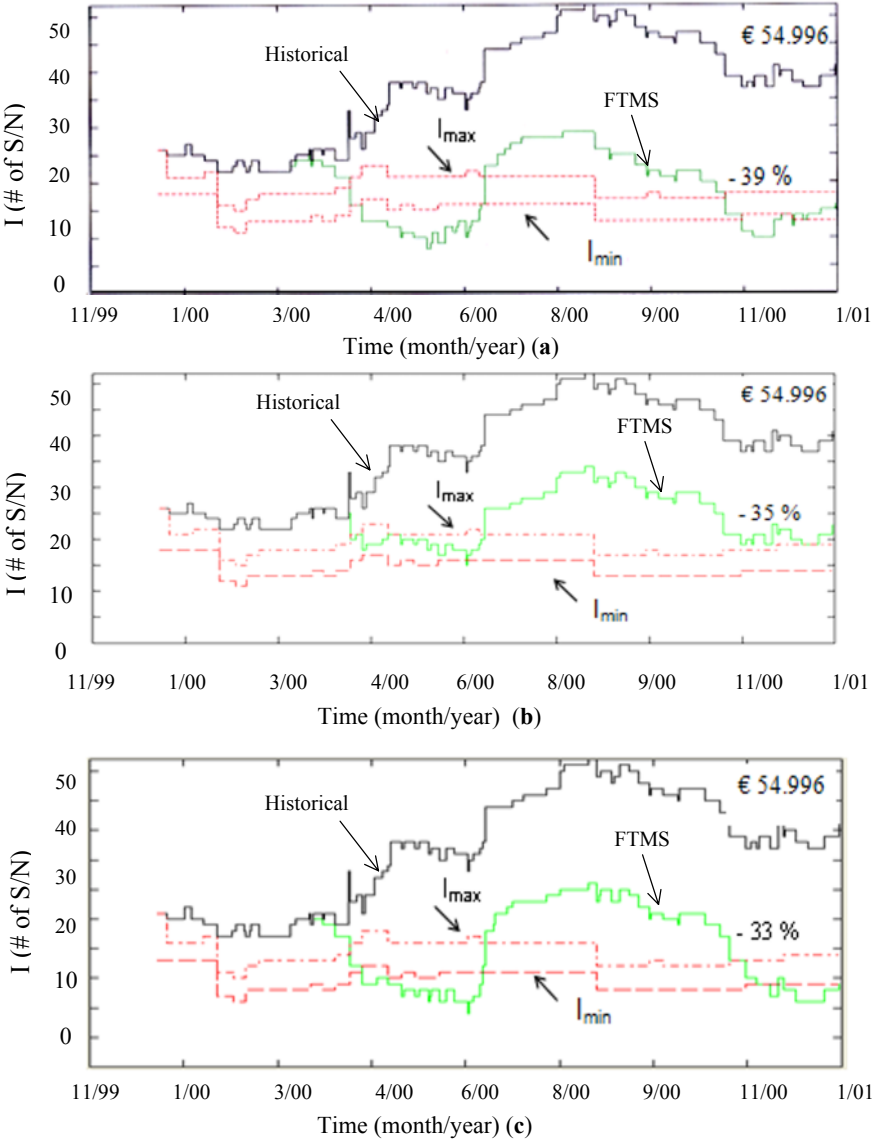 50
€ 54.996
Historical
40
FTMS
I (# of S/N)
30
Imax
- 39 %
20
10
Imin
0
11/99 1/00 3/00 4/00 6/00 8/00 9/00 11/00 1/01
Time (month/year) (a)
50
€ 54.996
Historical
FTMS
40
I (# of S/N)
30
Imax
- 35 %
20
10
Imin
0
11/99 1/00 3/00 4/00 6/00 8/00 9/00 11/00 1/01
Time (month/year) (b)
50
€ 54.996
Historical
40
FTMS
I (# of S/N)
30
Imax
- 33 %
20
10
Imin
0
11/99 1/00 3/00 4/00 6/00 8/00 9/00 11/00 1/01
Time (month/year) (c)